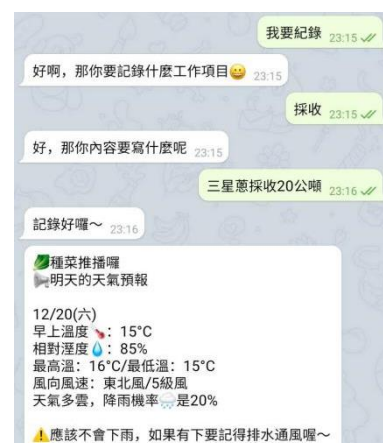 我要紀錄 23:15
好啊，那你要記錄什麼工作項目😀 23:15
採收 23:15
好，那你內容要寫什麼呢 23:15
三星蔥採收20公噸 23:16
記錄好囉～ 23:16
🥬種菜推播囉
📢明天的天氣預報
12/20(六)
早上溫度🌡️：15°C
相對溼度💧：85%
最高溫：16°C/最低溫：15°C
風向風速：東北風/5級風
天氣多雲，降雨機率🌧️是20%
⚠️應該不會下雨，如果有下要記得排水通風喔～